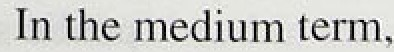 In the medium term,